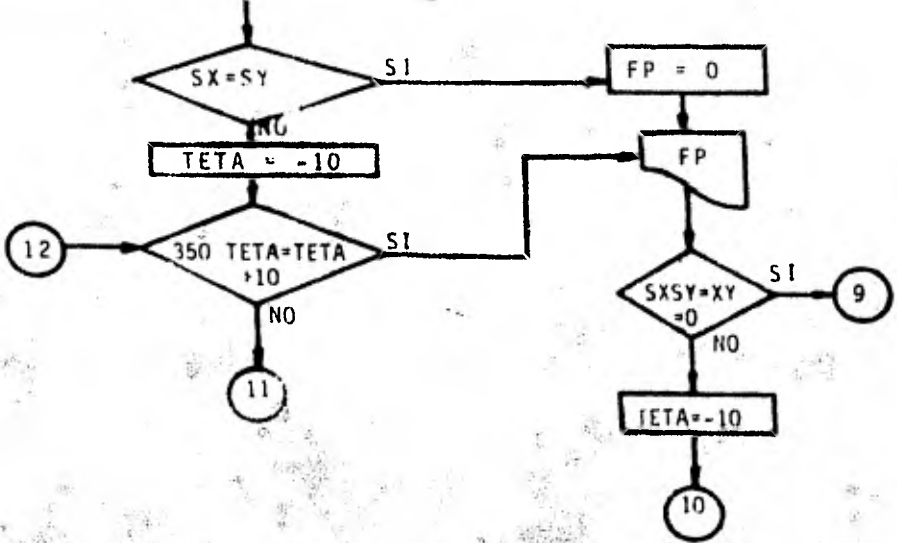 SX=SY
SI
NO
FP = 0
TETA = -10
FP
12
350 TETA=TETA
+10
SI
NO
11
SXSY=XY
=0
SI
9
NO
TETA=-10
10